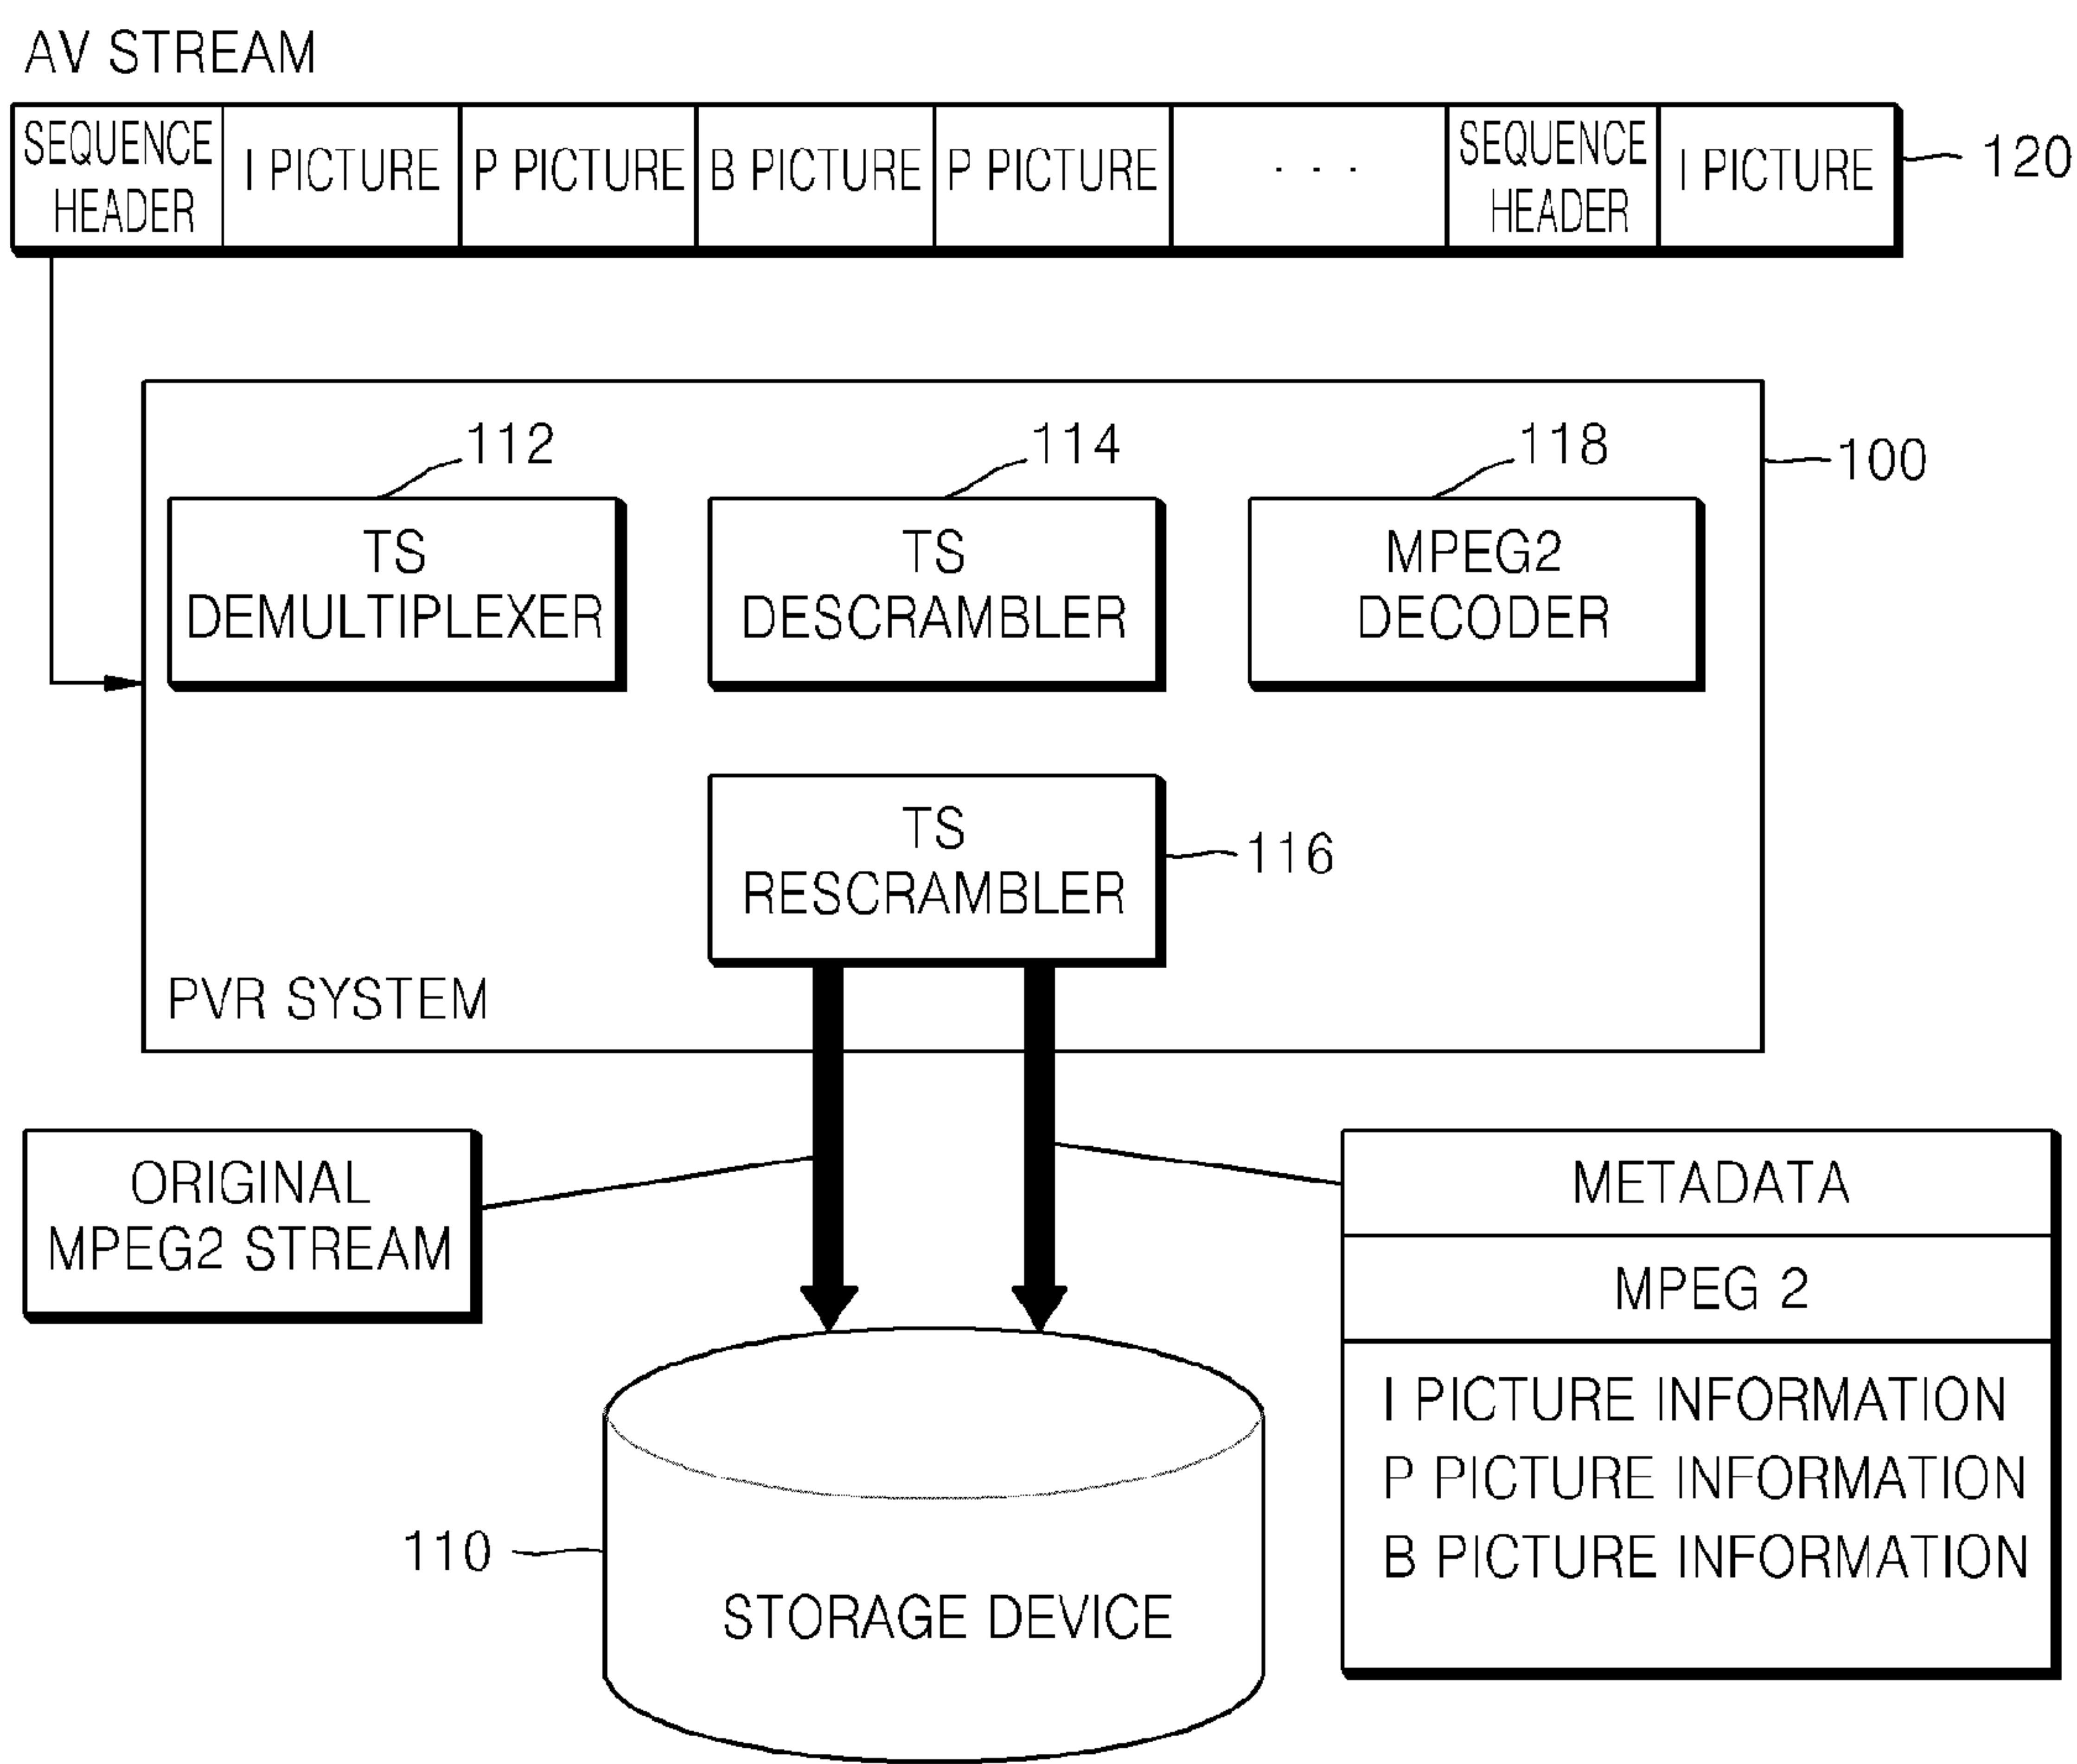 AV STREAM
SEQUENCE
HEADER
I PICTURE
P PICTURE
B PICTURE
P PICTURE
. . .
SEQUENCE
HEADER
I PICTURE
120
112
114
118
100
TS
DEMULTIPLEXER
TS
DESCRAMBLER
MPEG2
DECODER
TS
RESCRAMBLER
116
PVR SYSTEM
ORIGINAL
MPEG2 STREAM
METADATA
MPEG 2
I PICTURE INFORMATION
P PICTURE INFORMATION
B PICTURE INFORMATION
110
STORAGE DEVICE